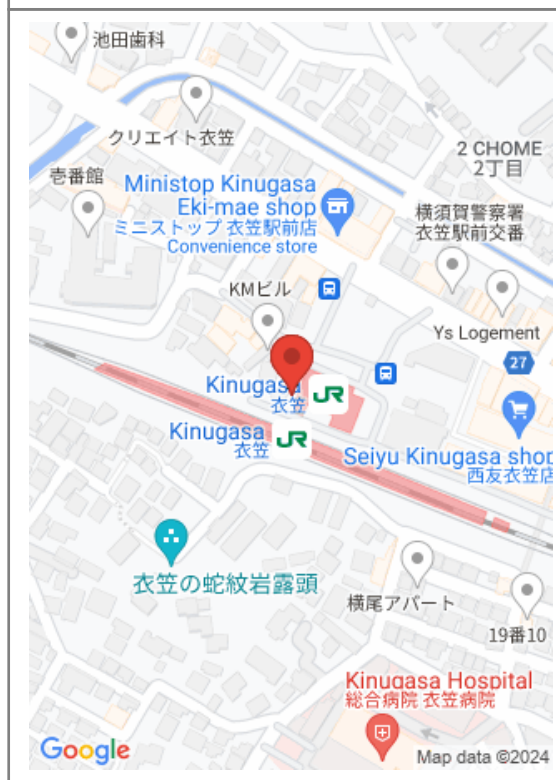 池田歯科
クリエイト衣笠
2 CHOME
2丁目
壱番館
Ministop Kinugasa
Eki-mae shop
ミニストップ 衣笠駅前店
Convenience store
横須賀警察署
衣笠駅前交番
KMビル
Ys Logement
27
Kinugasa
衣笠
JR
Kinugasa
衣笠
JR
Seiyu Kinugasa shop
西友衣笠店
衣笠の蛇紋岩露頭
横尾アパート
19番10
Kinugasa Hospital
総合病院 衣笠病院
Google
Map data ©2024